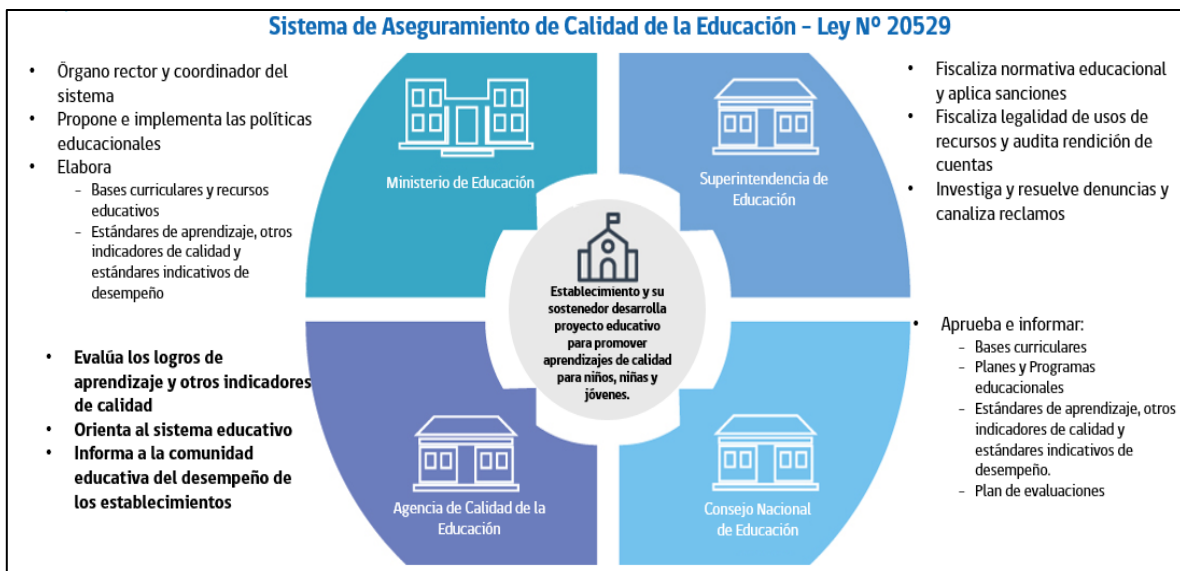 Sistema de Aseguramiento de Calidad de la Educación – Ley Nº 20529
• Órgano rector y coordinador del
sistema
• Propone e implementa las políticas
educacionales
• Elabora
– Bases curriculares y recursos
educativos
– Estándares de aprendizaje, otros
indicadores de calidad y
estándares indicativos de
desempeño
Ministerio de Educación
Superintendencia de
Educación
• Fiscaliza normativa educacional
y aplica sanciones
• Fiscaliza legalidad de usos de
recursos y audita rendición de
cuentas
• Investiga y resuelve denuncias y
canaliza reclamos
Establecimiento y su
sostenedor desarrolla
proyecto educativo
para promover
aprendizajes de calidad
para niños, niñas y
jóvenes.
• Evalúa los logros de
aprendizaje y otros indicadores
de calidad
• Orienta al sistema educativo
• Informa a la comunidad
educativa del desempeño de
los establecimientos
Agencia de Calidad de la
Educación
Consejo Nacional
de Educación
• Aprueba e informar:
– Bases curriculares
– Planes y Programas
educacionales
– Estándares de aprendizaje, otros
indicadores de calidad y
estándares indicativos de
desempeño.
– Plan de evaluaciones